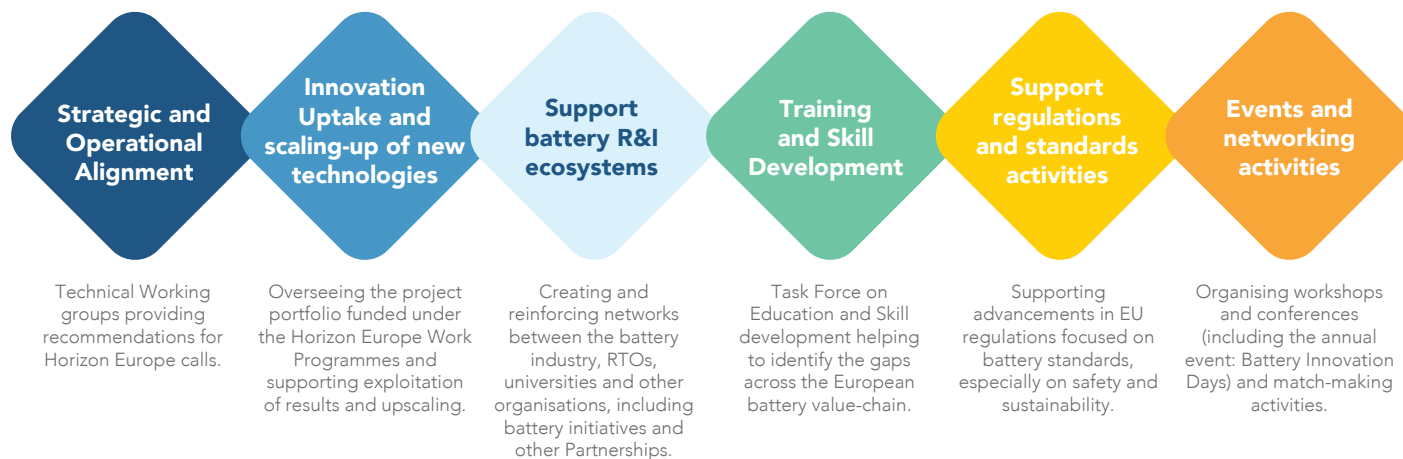 Strategic and
Operational
Alignment
Technical Working
groups providing
recommendations for
Horizon Europe calls.
Innovation
Uptake and
scaling-up of new
technologies
Overseeing the project
portfolio funded under
the Horizon Europe Work
Programmes and
supporting exploitation
of results and upscaling.
Support
battery R&I
ecosystems
Creating and
reinforcing networks
between the battery
industry, RTOs,
universities and other
organisations, including
battery initiatives and
other Partnerships.
Training
and Skill
Development
Task Force on
Education and Skill
development helping
to identify the gaps
across the European
battery value-chain.
Support
regulations
and standards
activities
Supporting
advancements in EU
regulations focused on
battery standards,
especially on safety and
sustainability.
Events and
networking
activities
Organising workshops
and conferences
(including the annual
event: Battery Innovation
Days) and match-making
activities.